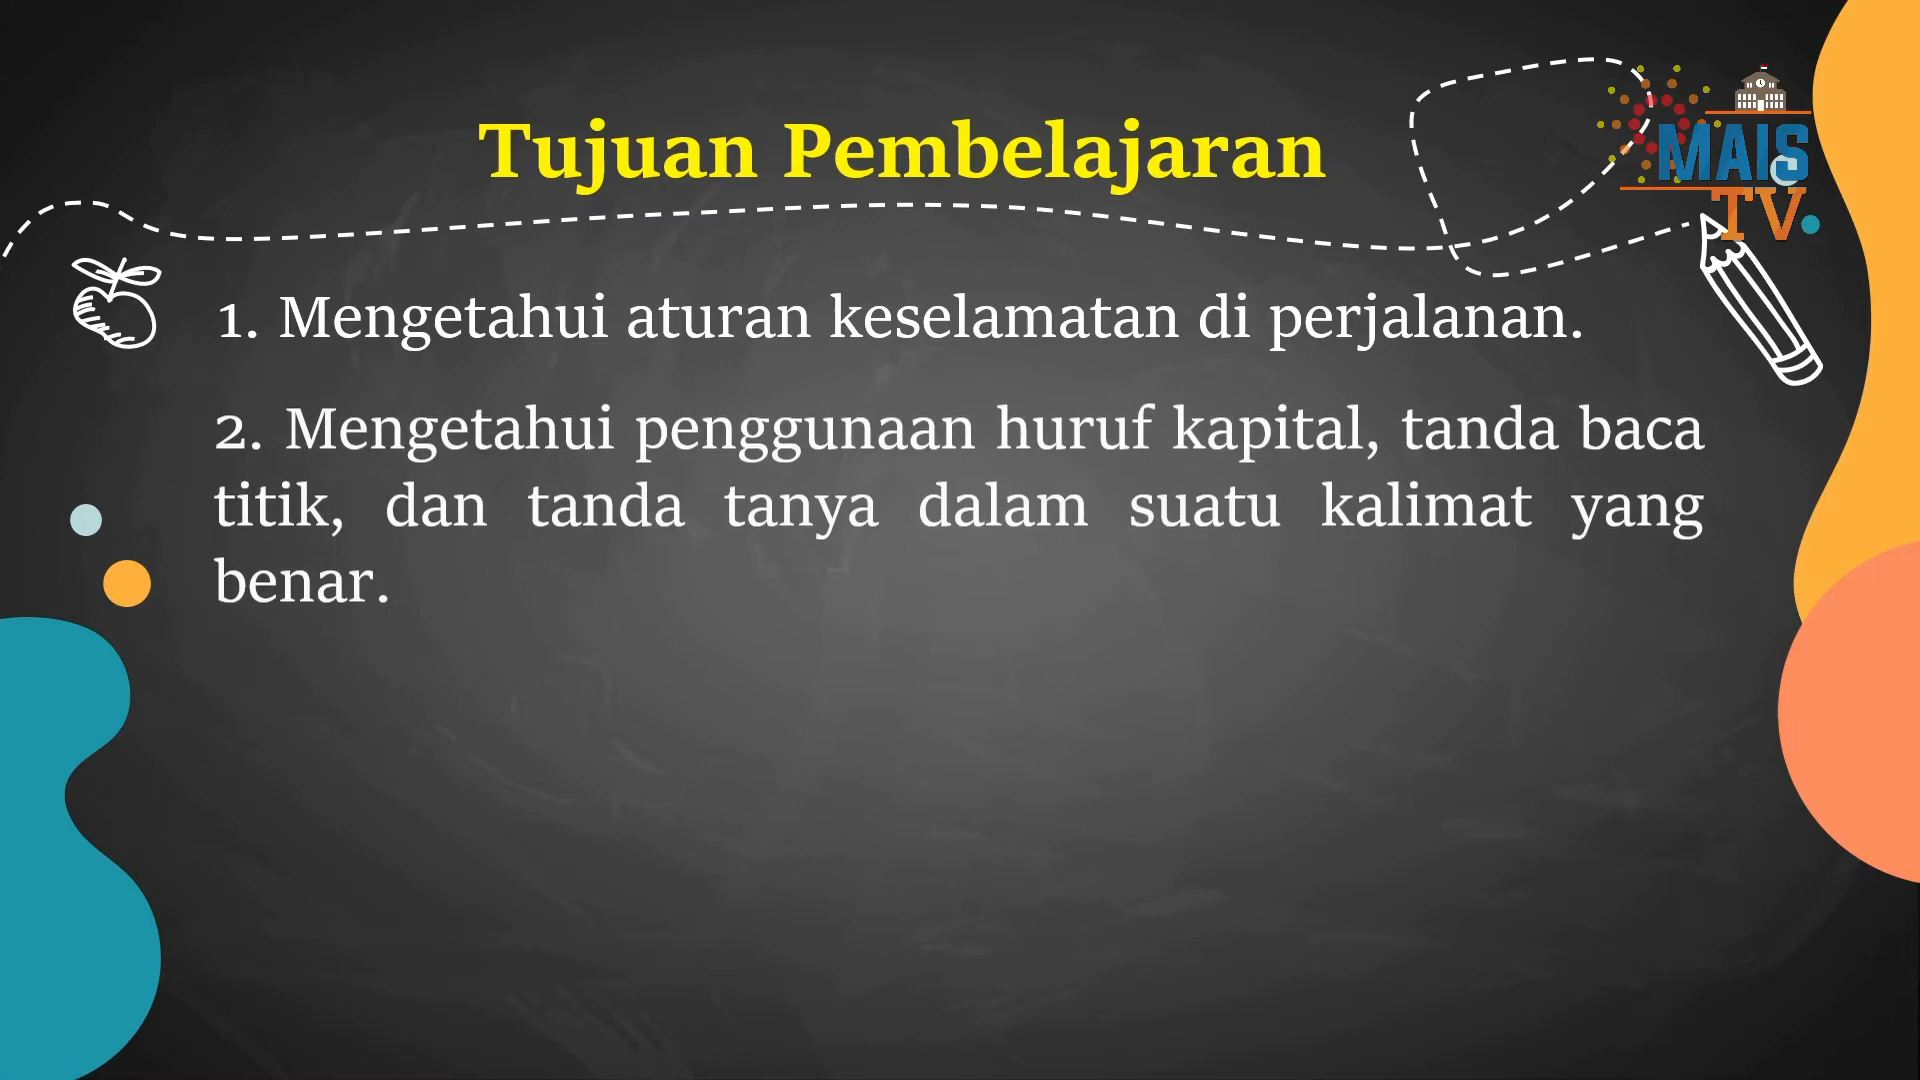 Tujuan Pembelajaran
MAIS
TV
1. Mengetahui aturan keselamatan di perjalanan.
2. Mengetahui penggunaan huruf kapital, tanda baca
titik, dan tanda tanya dalam suatu kalimat yang
benar.